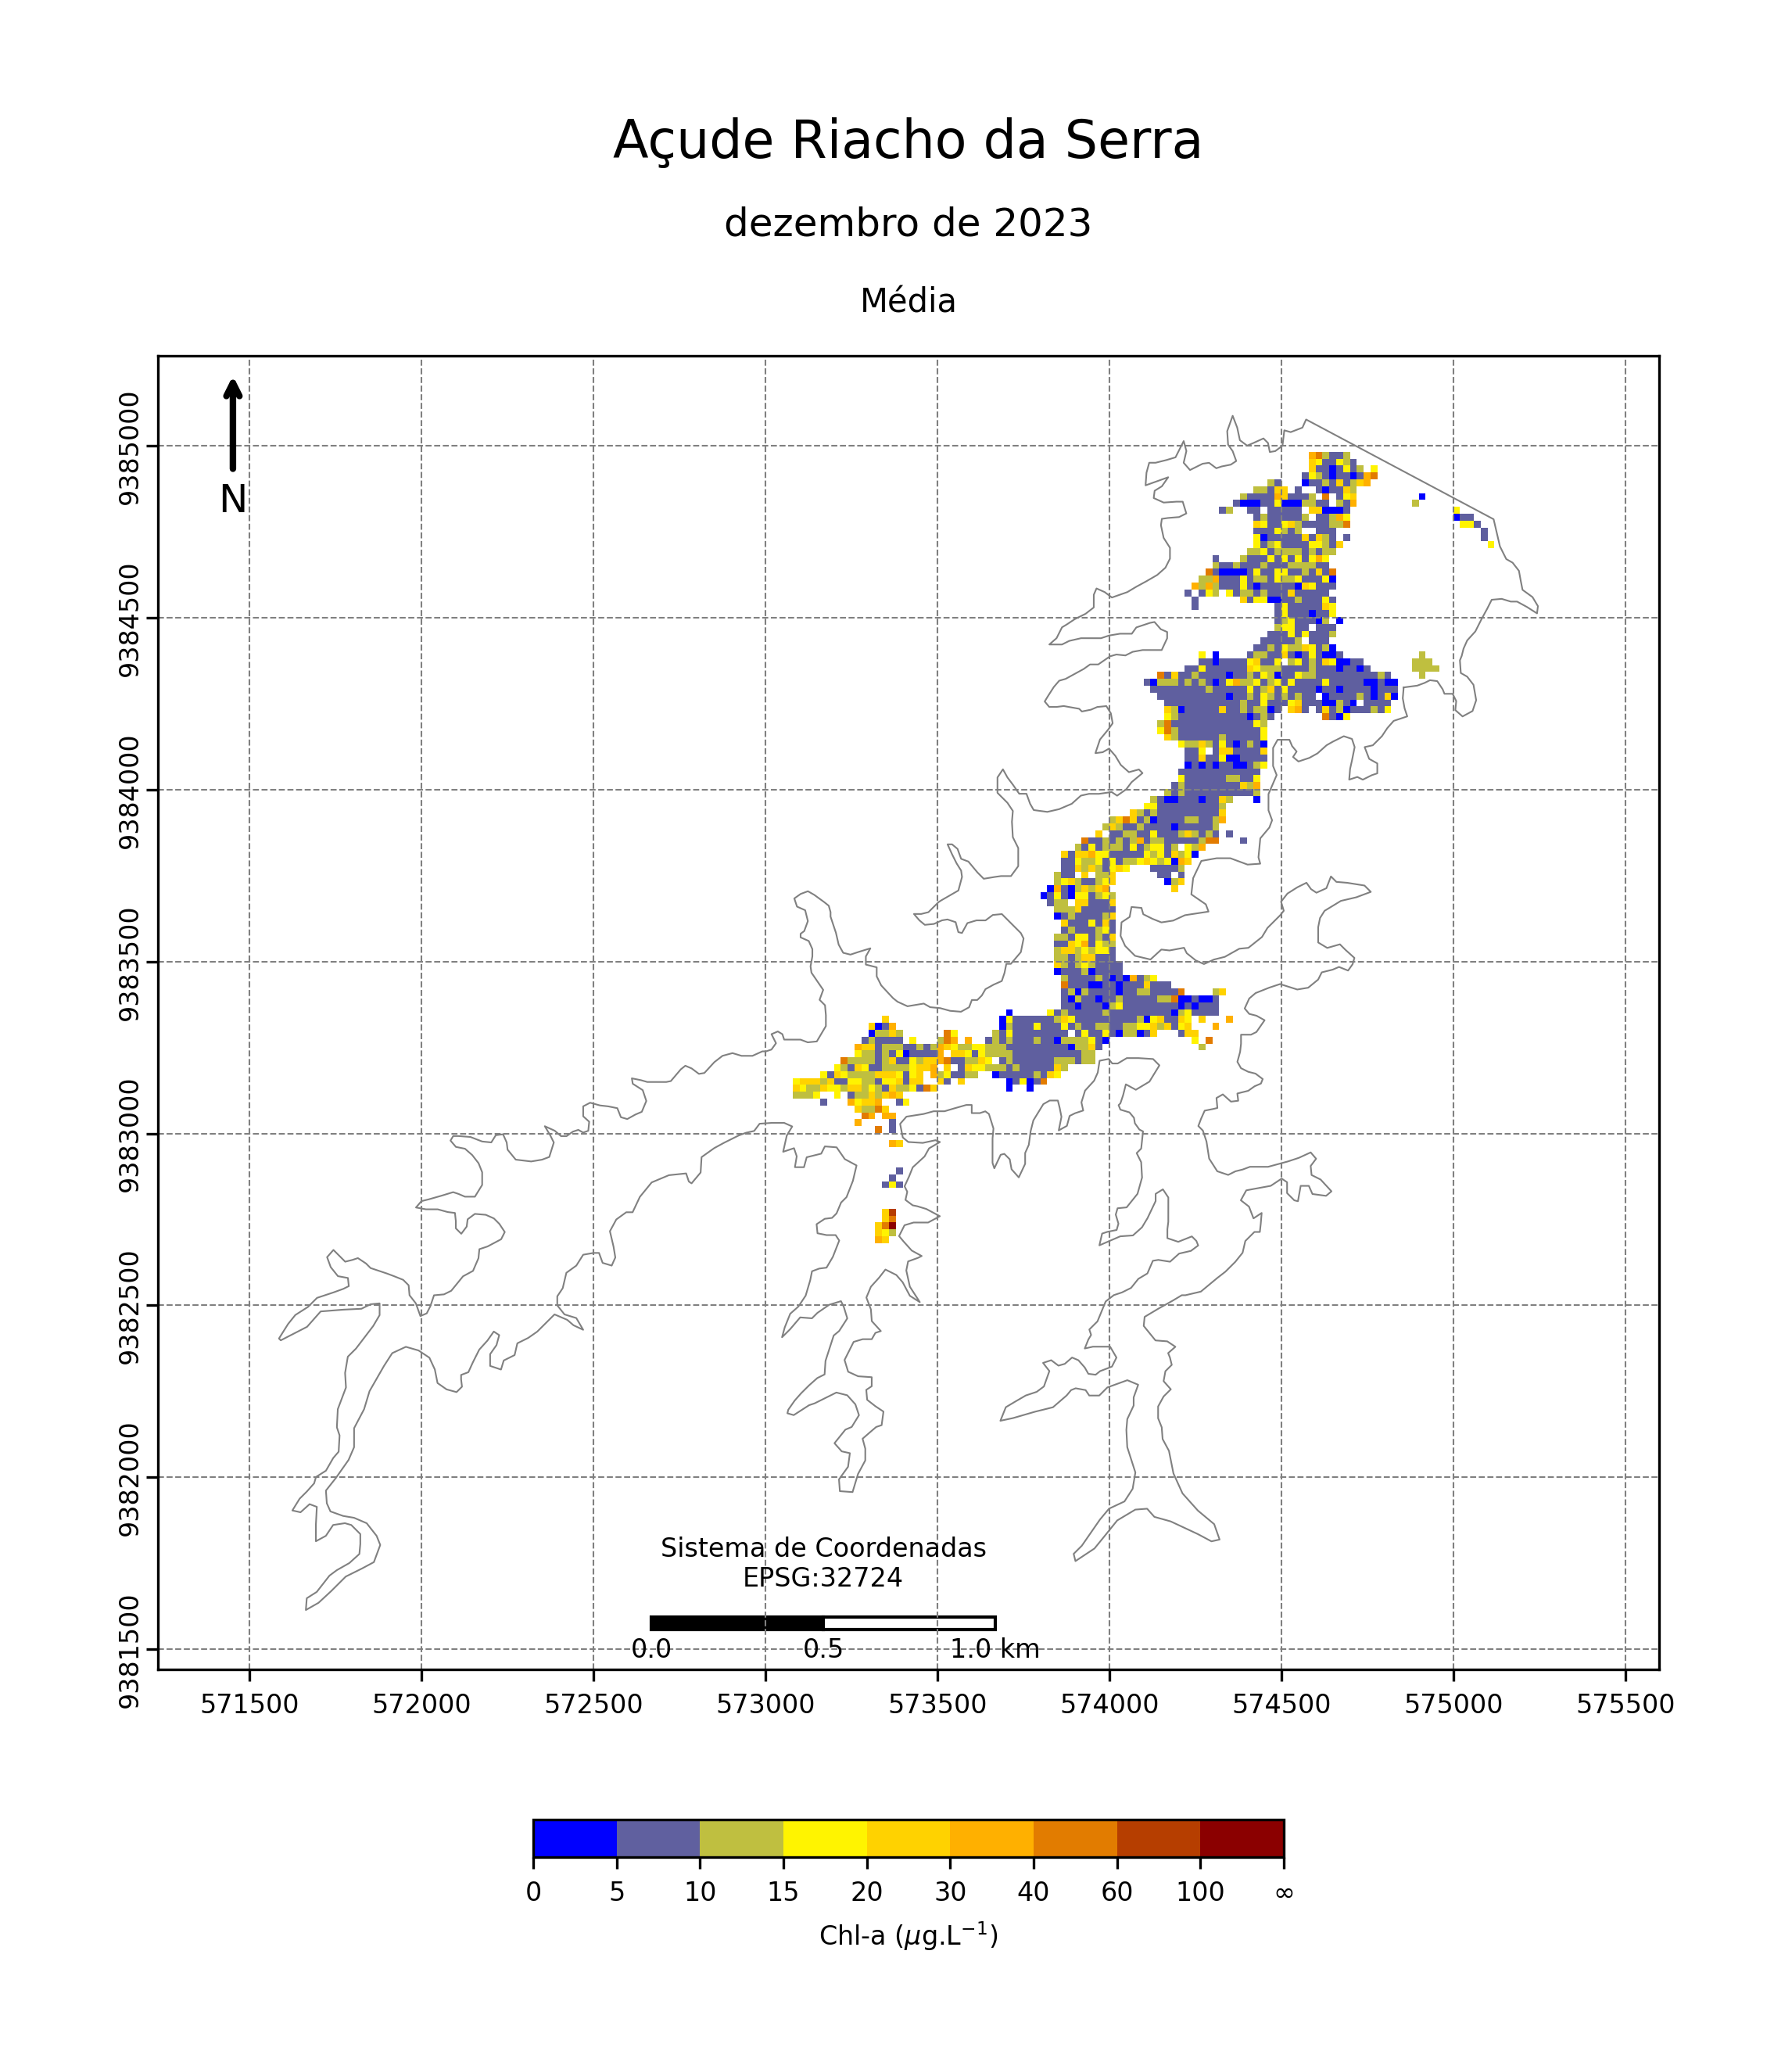 Açude Riacho da Serra
dezembro de 2023
Média
N
9385000
9384500
9384000
9383500
9383000
9382500
9382000
9381500
Sistema de Coordenadas
EPSG:32724
0.0 0.5 1.0 km
571500 572000 572500 573000 573500 574000 574500 575000 575500
0 5 10 15 20 30 40 60 100 ∞
Chl-a (μg.L⁻¹)